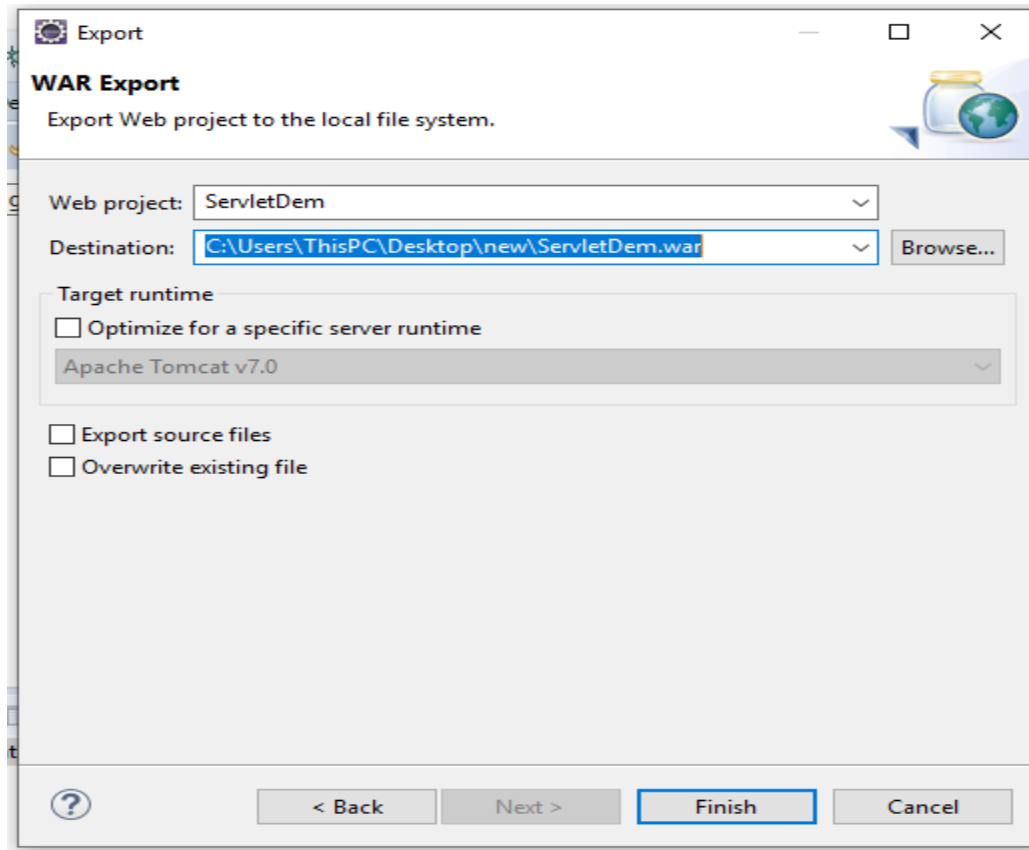 Export
WAR Export
Export Web project to the local file system.
Web project: ServletDem
Destination: C:\Users\ThisPC\Desktop\new\ServletDem.war Browse...
Target runtime
Optimize for a specific server runtime
Apache Tomcat v7.0
Export source files
Overwrite existing file
? < Back Next > Finish Cancel